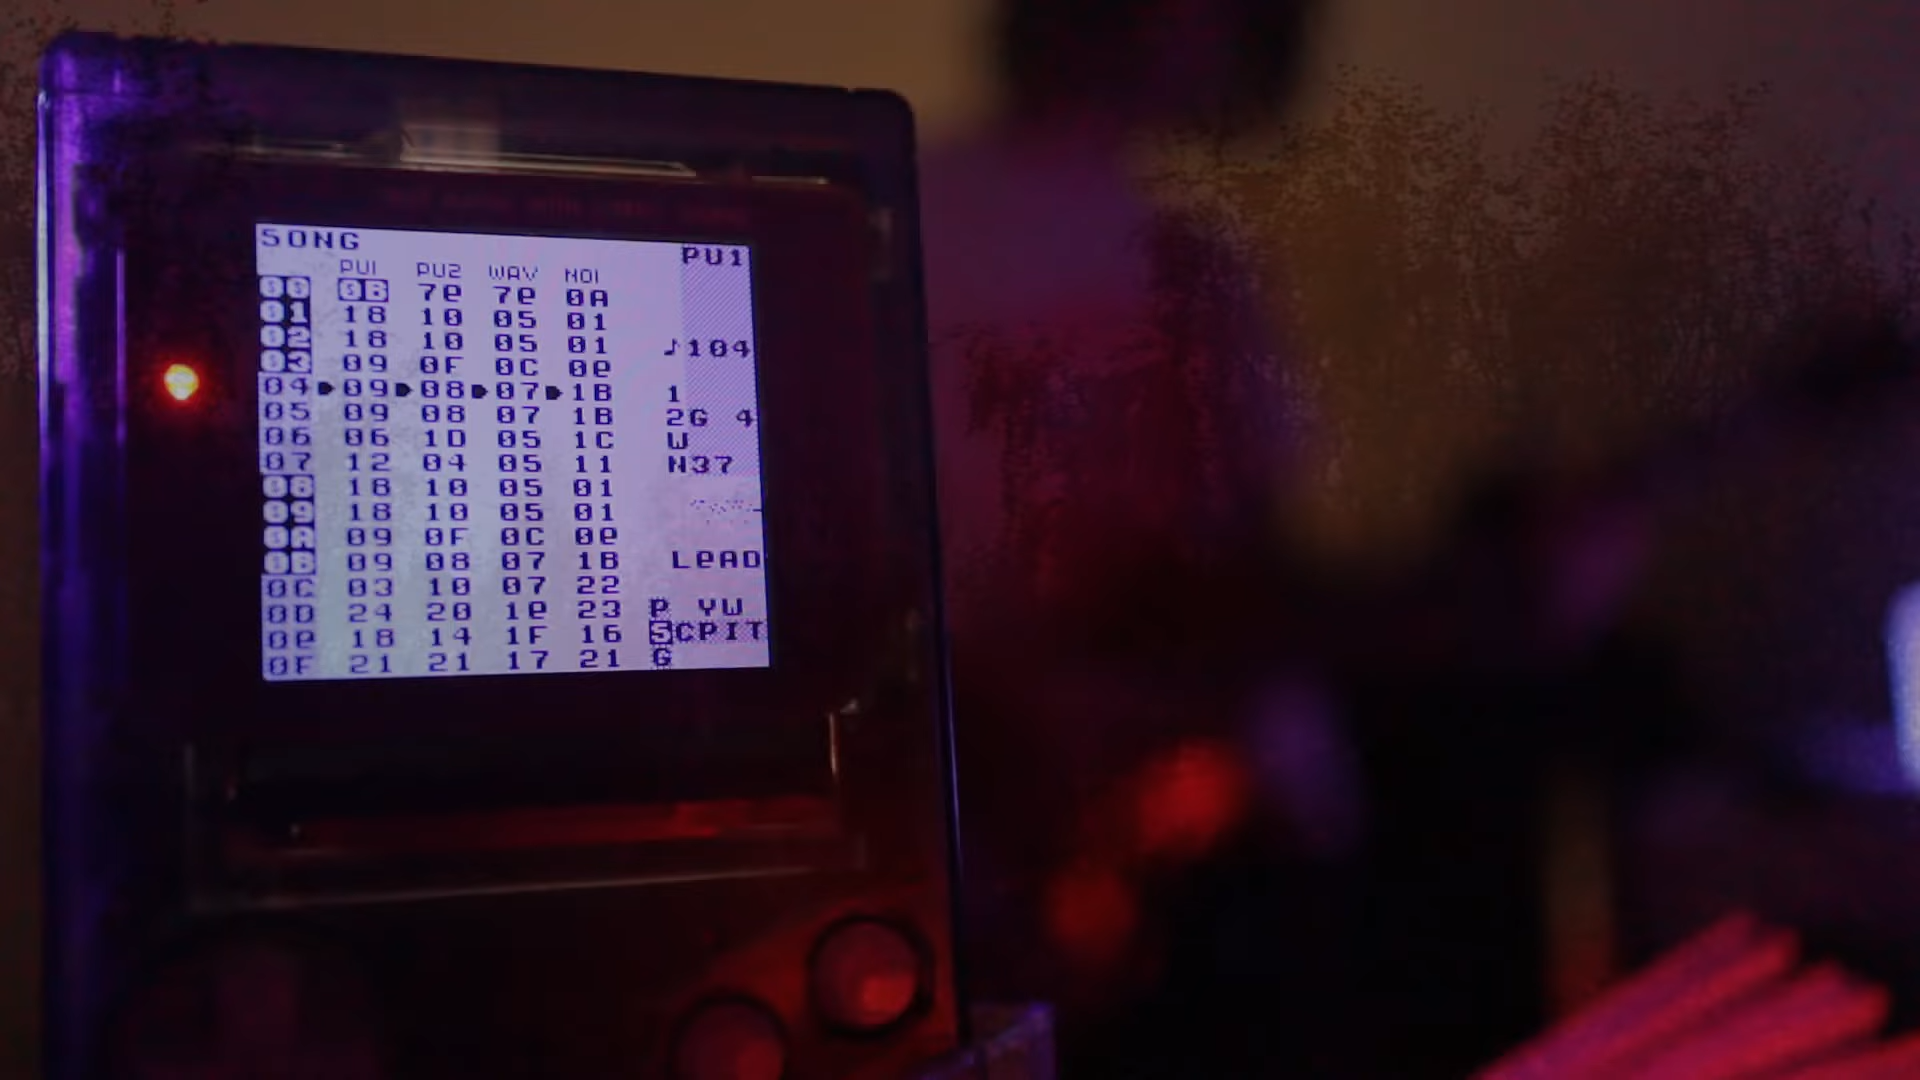 SONG PU1
PU1 PU2 WAV NOI
00 0B 7e 7e 0A
01 18 10 05 01
02 18 10 05 01 ♪104
03 09 0F 0C 0e
04 09 08 07 1B 1
05 09 08 07 1B 2G 4
06 06 1D 05 1C W
07 12 04 05 11 N37
08 18 10 05 01
09 18 10 05 01
0A 09 0F 0C 0e
0B 09 08 07 1B LeAD
0C 03 10 07 22
0D 24 20 1e 23 P YW
0e 18 14 1F 16 SCPIT
0F 21 21 17 21 G